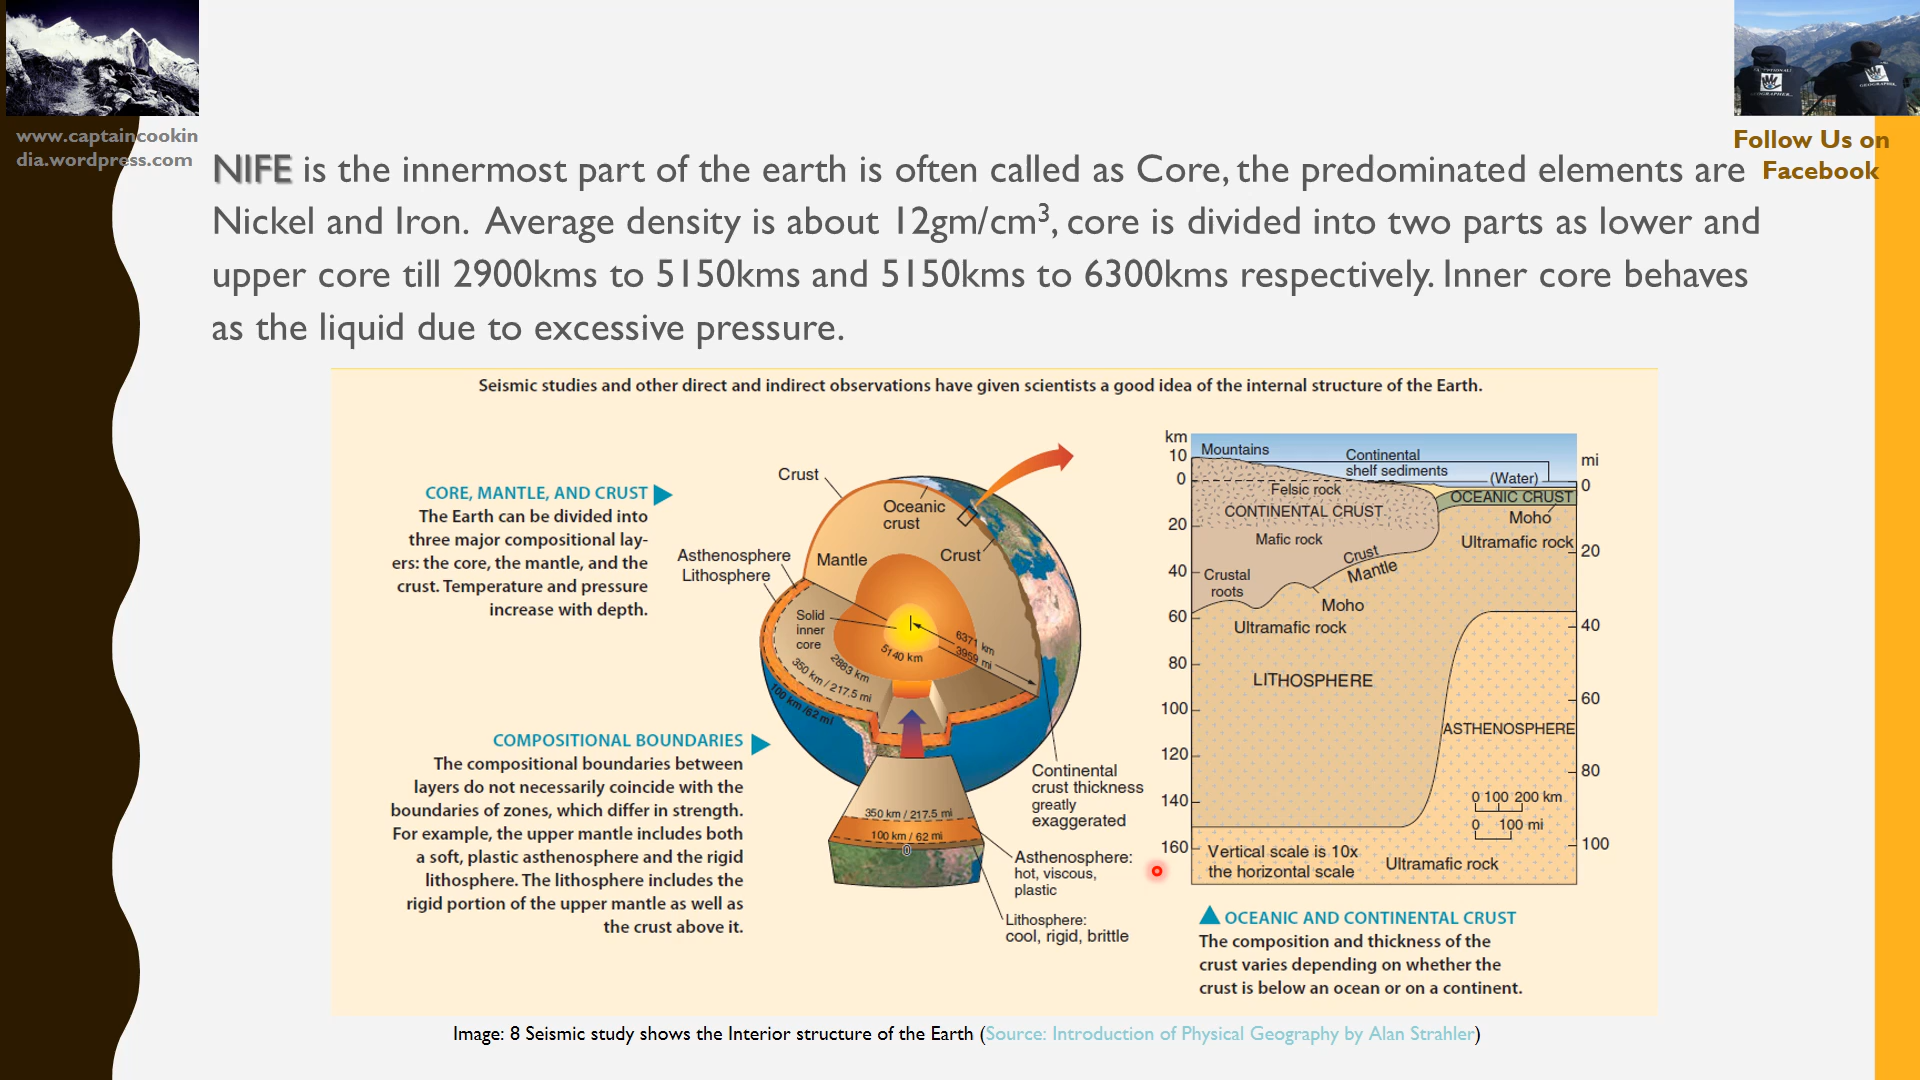 www.captaincookin
dia.wordpress.com
Follow Us on
Facebook
NIFE is the innermost part of the earth is often called as Core, the predominated elements are
Nickel and Iron.  Average density is about 12gm/cm³, core is divided into two parts as lower and
upper core till 2900kms to 5150kms and 5150kms to 6300kms respectively. Inner core behaves
as the liquid due to excessive pressure.
Seismic studies and other direct and indirect observations have given scientists a good idea of the internal structure of the Earth.
CORE, MANTLE, AND CRUST
The Earth can be divided into
three major compositional lay-
ers: the core, the mantle, and the
crust. Temperature and pressure
increase with depth.
COMPOSITIONAL BOUNDARIES
The compositional boundaries between
layers do not necessarily coincide with the
boundaries of zones, which differ in strength.
For example, the upper mantle includes both
a soft, plastic asthenosphere and the rigid
lithosphere. The lithosphere includes the
rigid portion of the upper mantle as well as
the crust above it.
Crust
Oceanic
crust
Crust
Mantle
Asthenosphere
Lithosphere
Solid
inner
core
6371 km
3959 mi
5140 km
2883 km
350 km / 217.5 mi
100 km / 62 mi
350 km / 217.5 mi
100 km / 62 mi
0
Continental
crust thickness
greatly
exaggerated
Asthenosphere:
hot, viscous,
plastic
Lithosphere:
cool, rigid, brittle
km
10
0
20
40
60
80
100
120
140
160
mi
0
20
40
60
80
100
Mountains
Continental
shelf sediments
(Water)
Felsic rock
OCEANIC CRUST
CONTINENTAL CRUST
Moho
Mafic rock
Ultramafic rock
Crust
Mantle
Crustal
roots
Moho
Ultramafic rock
LITHOSPHERE
ASTHENOSPHERE
0 100 200 km
0 100 mi
Vertical scale is 10x
the horizontal scale
Ultramafic rock
OCEANIC AND CONTINENTAL CRUST
The composition and thickness of the
crust varies depending on whether the
crust is below an ocean or on a continent.
Image: 8 Seismic study shows the Interior structure of the Earth (Source: Introduction of Physical Geography by Alan Strahler)